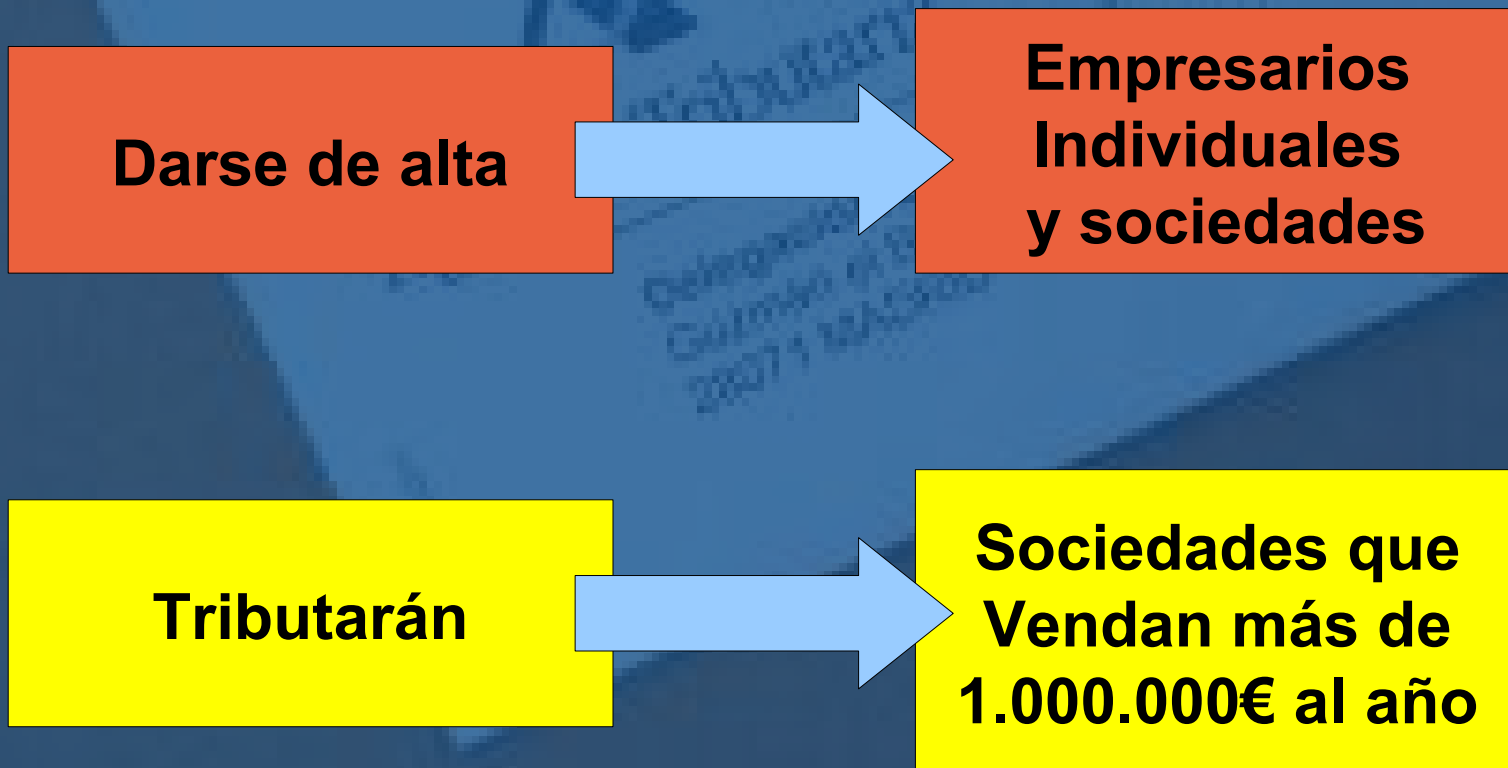 Darse de alta
Empresarios
Individuales
y sociedades
Tributarán
Sociedades que
Vendan más de
1.000.000€ al año